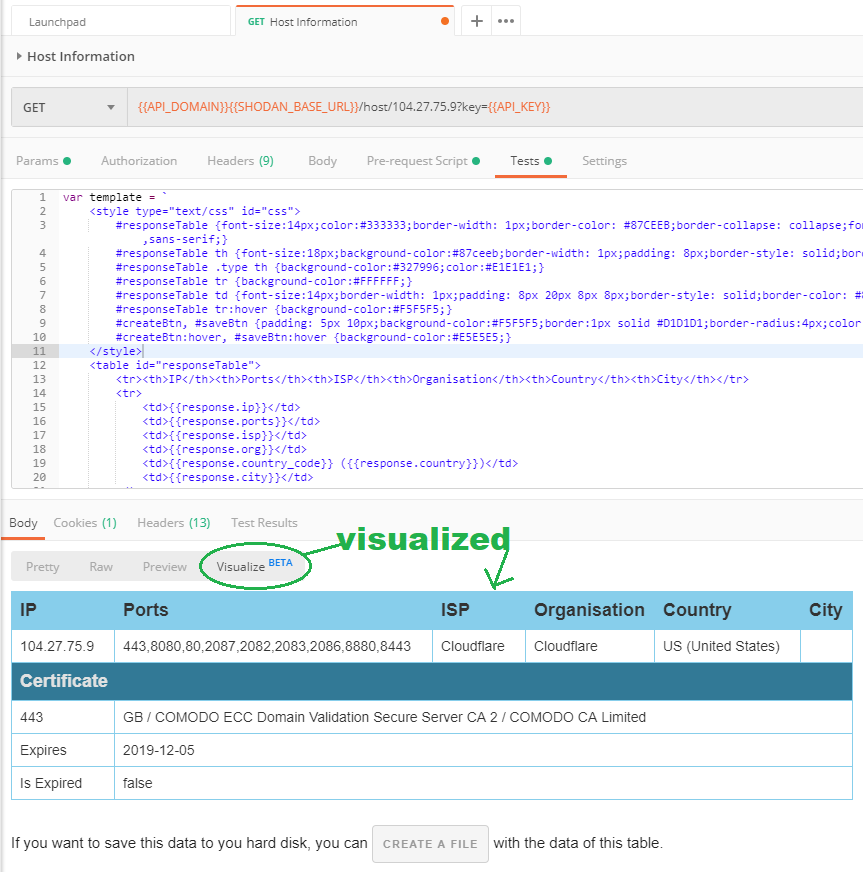 Launchpad
GET Host Information
Host Information
GET {{API_DOMAIN}}{{SHODAN_BASE_URL}}/host/104.27.75.9?key={{API_KEY}}
Params Authorization Headers (9) Body Pre-request Script Tests Settings
1 var template = `
2 <style type="text/css" id="css">
3 #responseTable {font-size:14px;color:#333333;border-width: 1px;border-color: #87CEEB;border-collapse: collapse;fon
,sans-serif;}
4 #responseTable th {font-size:18px;background-color:#87ceeb;border-width: 1px;padding: 8px;border-style: solid;bor
5 #responseTable .type th {background-color:#327996;color:#E1E1E1;}
6 #responseTable tr {background-color:#FFFFFF;}
7 #responseTable td {font-size:14px;border-width: 1px;padding: 8px 20px 8px 8px;border-style: solid;border-color: #8
8 #responseTable tr:hover {background-color:#F5F5F5;}
9 #createBtn, #saveBtn {padding: 5px 10px;background-color:#F5F5F5;border:1px solid #D1D1D1;border-radius:4px;color
10 #createBtn:hover, #saveBtn:hover {background-color:#E5E5E5;}
11 </style>
12 <table id="responseTable">
13 <tr><th>IP</th><th>Ports</th><th>ISP</th><th>Organisation</th><th>Country</th><th>City</th></tr>
14 <tr>
15 <td>{{response.ip}}</td>
16 <td>{{response.ports}}</td>
17 <td>{{response.isp}}</td>
18 <td>{{response.org}}</td>
19 <td>{{response.country_code}} ({{response.country}})</td>
20 <td>{{response.city}}</td>
Body Cookies (1) Headers (13) Test Results
visualized
Pretty Raw Preview Visualize BETA
IP Ports ISP Organisation Country City
104.27.75.9 443,8080,80,2087,2082,2083,2086,8880,8443 Cloudflare Cloudflare US (United States)
Certificate
443 GB / COMODO ECC Domain Validation Secure Server CA 2 / COMODO CA Limited
Expires 2019-12-05
Is Expired false
If you want to save this data to you hard disk, you can CREATE A FILE with the data of this table.